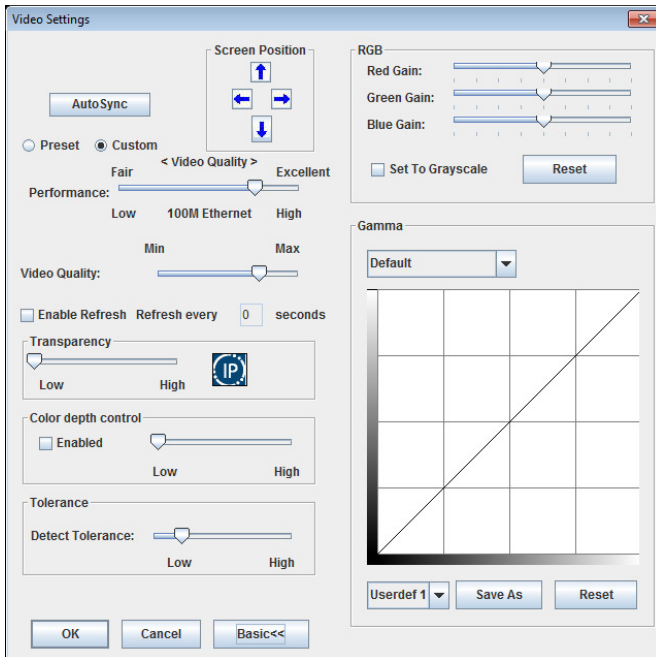 Video Settings
Screen Position
AutoSync
Preset Custom
< Video Quality >
Fair Excellent
Performance:
Low 100M Ethernet High
Min Max
Video Quality:
Enable Refresh Refresh every 0 seconds
Transparency
Low High
IP
Color depth control
Enabled
Low High
Tolerance
Detect Tolerance:
Low High
OK Cancel Basic<<
RGB
Red Gain:
Green Gain:
Blue Gain:
Set To Grayscale Reset
Gamma
Default
Userdef 1 Save As Reset